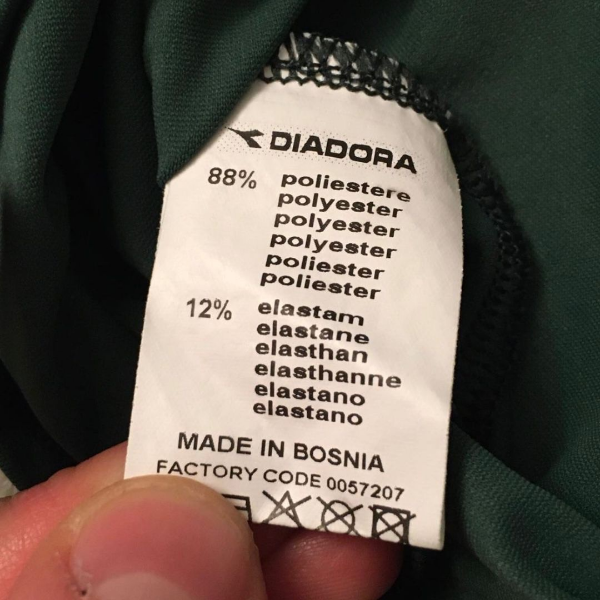 DIADORA
88% poliestere
polyester
polyester
polyester
poliester
poliester
12% elastam
elastane
elasthan
elasthanne
elastano
elastano
MADE IN BOSNIA
FACTORY CODE 0057207